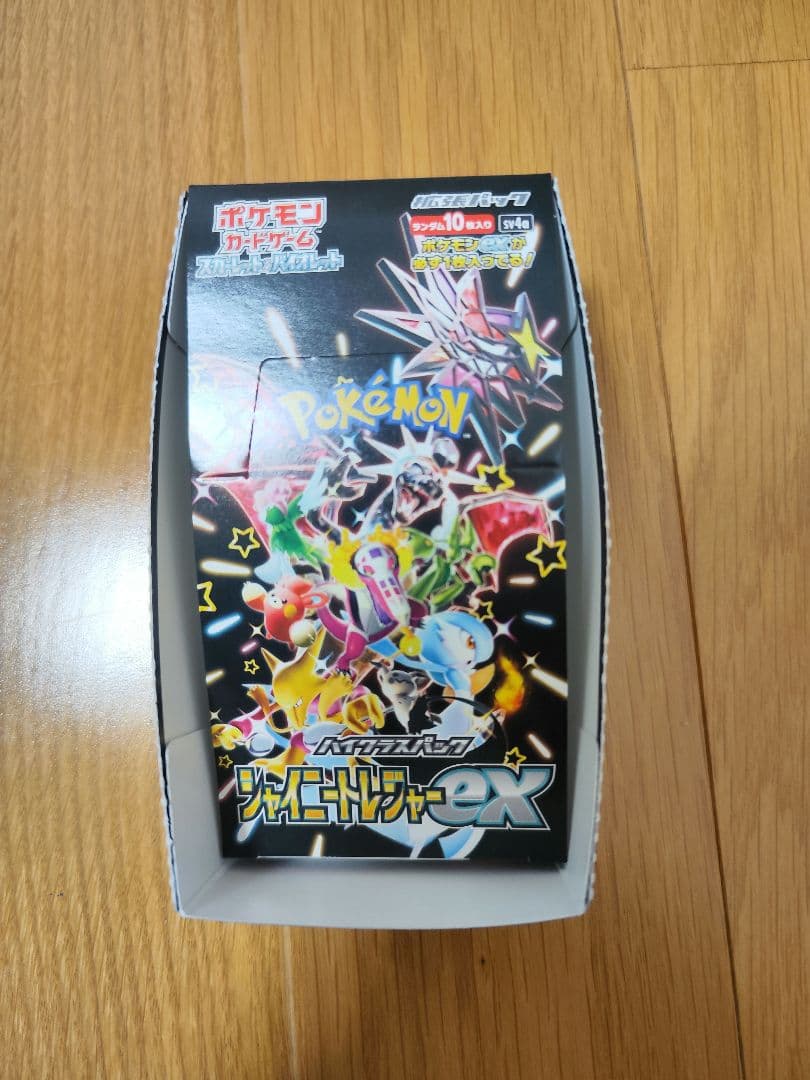 ポケモン
カードゲーム
スカーレット&バイオレット
拡張パック
ランダム10枚入り SV4a
ポケモンexが
必ず1枚入ってる!
POKéMON
ハイクラスパック
シャイニートレジャーex